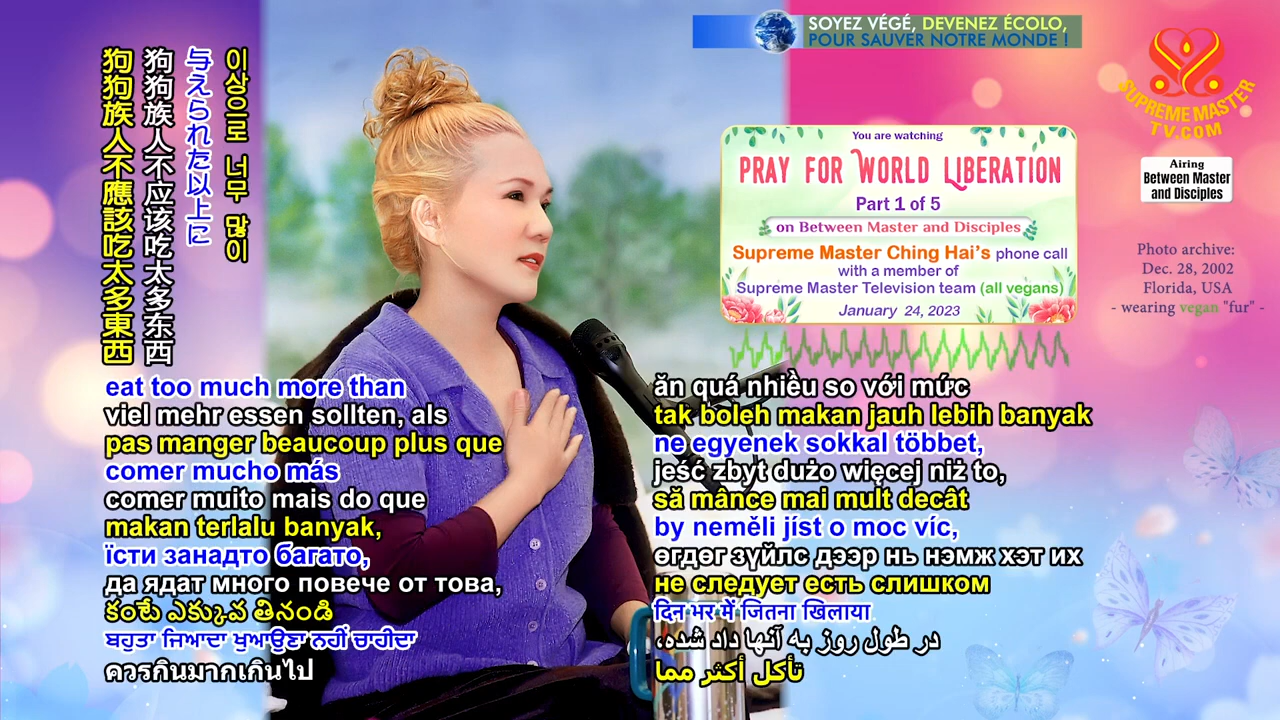 SOYEZ VÉGÉ, DEVENEZ ÉCOLO,
POUR SAUVER NOTRE MONDE !
SUPREME MASTER
TV.COM
Airing
Between Master
and Disciples
Photo archive:
Dec. 28, 2002
Florida, USA
- wearing vegan "fur" -
You are watching
PRAY FOR WORLD LIBERATION
Part 1 of 5
on Between Master and Disciples
Supreme Master Ching Hai's phone call
with a member of
Supreme Master Television team (all vegans)
January 24, 2023
이상으로 너무 많이
与えられた以上に
狗狗族人不应该吃太多东西
狗狗族人不應該吃太多東西
eat too much more than
viel mehr essen sollten, als
pas manger beaucoup plus que
comer mucho más
comer muito mais do que
makan terlalu banyak,
їсти занадто багато,
да ядат много повече от това,
కంటే ఎక్కువ తినండి
ਬਹੁਤਾ ਜਿਆਦਾ ਖੁਆਉਣਾ ਨਹੀਂ ਚਾਹੀਦਾ
ควรกินมากเกินไป
ăn quá nhiều so với mức
tak boleh makan jauh lebih banyak
ne egyenek sokkal többet,
jeść zbyt dużo więcej niż to,
să mânce mai mult decât
by neměli jíst o moc víc,
өгдөг зүйлс дээр нь нэмж хэт их
не следует есть слишком
दिन भर में जितना खिलाया
در طول روز به آنها داد شده،
تأكل أكثر مما